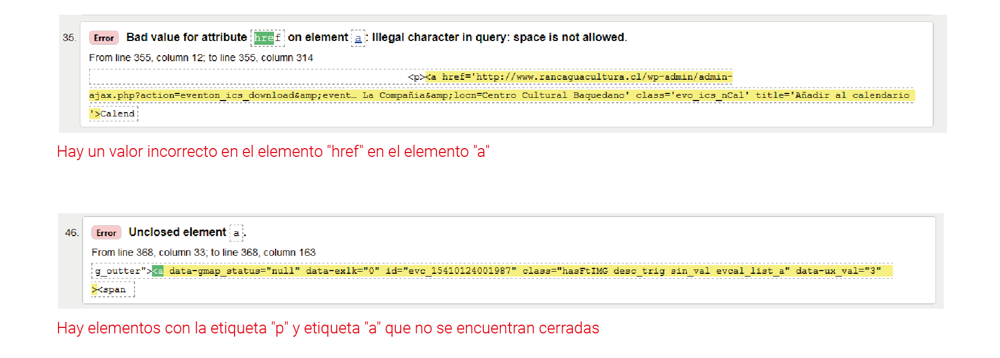 35. Error Bad value for attribute href on element a: Illegal character in query: space is not allowed.
From line 355, column 12; to line 355, column 314
<p><a href='http://www.rancaguacultura.cl/wp-admin/admin-
ajax.php?action=eventon_ics_download&amp;event… La Compañia&amp;locn=Centro Cultural Baquedano' class='evo_ics_nCal' title='Añadir al calendario
'>Calend
Hay un valor incorrecto en el elemento "href" en el elemento "a"
46. Error Unclosed element a.
From line 368, column 33; to line 368, column 163
g_outter"><a data-gmap_status="null" data-exlk="0" id="evc_15410124001987" class="hasFtIMG desc_trig sin_val evcal_list_a" data-ux_val="3"
><span
Hay elementos con la etiqueta "p" y etiqueta "a" que no se encuentran cerradas